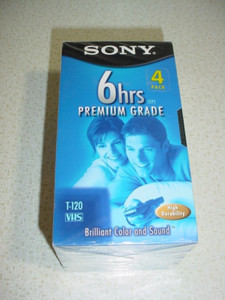 SONY
6hrs
4
PACK
PREMIUM GRADE
T-120
VHS
High
Durability
Brilliant Color and Sound